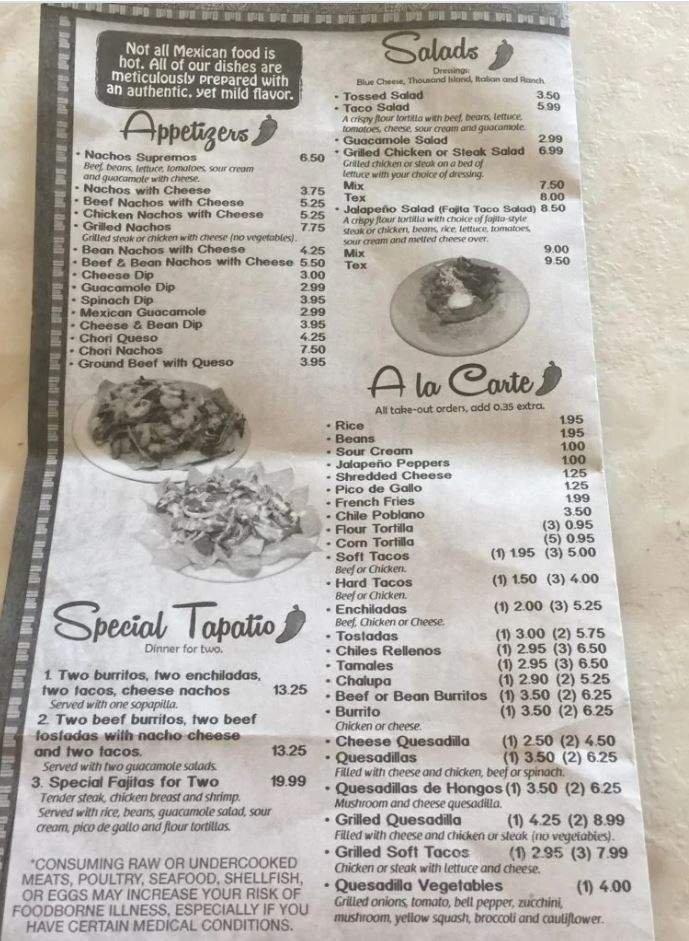 Not all Mexican food is
hot. All of our dishes are
meticulously prepared with
an authentic, yet mild flavor.
Appetizers
• Nachos Supremos 6.50
Beef, beans, lettuce, tomatoes, sour cream
and guacamole with cheese.
• Nachos with Cheese 3.75
• Beef Nachos with Cheese 5.25
• Chicken Nachos with Cheese 5.25
• Grilled Nachos 7.75
Grilled steak or chicken with cheese (no vegetables).
• Bean Nachos with Cheese 4.25
• Beef & Bean Nachos with Cheese 5.50
• Cheese Dip 3.00
• Guacamole Dip 2.99
• Spinach Dip 3.95
• Mexican Guacamole 2.99
• Cheese & Bean Dip 3.95
• Chori Queso 4.25
• Chori Nachos 7.50
• Ground Beef with Queso 3.95
Special Tapatio
Dinner for two.
1. Two burritos, two enchiladas,
two tacos, cheese nachos 13.25
Served with one sopapilla.
2. Two beef burritos, two beef
tostadas with nacho cheese
and two tacos. 13.25
Served with two guacamole salads.
3. Special Fajitas for Two 19.99
Tender steak, chicken breast and shrimp.
Served with rice, beans, guacamole salad, sour
cream, pico de gallo and flour tortillas.
*CONSUMING RAW OR UNDERCOOKED
MEATS, POULTRY, SEAFOOD, SHELLFISH,
OR EGGS MAY INCREASE YOUR RISK OF
FOODBORNE ILLNESS, ESPECIALLY IF YOU
HAVE CERTAIN MEDICAL CONDITIONS.
Salads
Dressings:
Blue Cheese, Thousand Island, Italian and Ranch
• Tossed Salad 3.50
• Taco Salad 5.99
A crispy flour tortilla with beef, beans, lettuce,
tomatoes, cheese, sour cream and guacamole.
• Guacamole Salad 2.99
• Grilled Chicken or Steak Salad 6.99
Grilled chicken or steak on a bed of
lettuce with your choice of dressing.
Mix 7.50
Tex 8.00
• Jalapeño Salad (Fajita Taco Salad) 8.50
A crispy flour tortilla with choice of fajita-style
steak or chicken, beans, rice, lettuce, tomatoes,
sour cream and melted cheese over.
Mix 9.00
Tex 9.50
A la Carte
All take-out orders, add 0.35 extra.
• Rice 1.95
• Beans 1.95
• Sour Cream 1.00
• Jalapeño Peppers 1.00
• Shredded Cheese 1.25
• Pico de Gallo 1.25
• French Fries 1.99
• Chile Poblano 3.50
• Flour Tortilla (3) 0.95
• Corn Tortilla (5) 0.95
• Soft Tacos (1) 1.95 (3) 5.00
Beef or Chicken.
• Hard Tacos (1) 1.50 (3) 4.00
Beef or Chicken.
• Enchiladas (1) 2.00 (3) 5.25
Beef, Chicken or Cheese.
• Tostadas (1) 3.00 (2) 5.75
• Chiles Rellenos (1) 2.95 (3) 6.50
• Tamales (1) 2.95 (3) 6.50
• Chalupa (1) 2.90 (2) 5.25
• Beef or Bean Burritos (1) 3.50 (2) 6.25
• Burrito (1) 3.50 (2) 6.25
Chicken or cheese.
• Cheese Quesadilla (1) 2.50 (2) 4.50
• Quesadillas (1) 3.50 (2) 6.25
Filled with cheese and chicken, beef or spinach.
• Quesadillas de Hongos (1) 3.50 (2) 6.25
Mushroom and cheese quesadilla.
• Grilled Quesadilla (1) 4.25 (2) 8.99
Filled with cheese and chicken or steak (no vegetables).
• Grilled Soft Tacos (1) 2.95 (3) 7.99
Chicken or steak with lettuce and cheese.
• Quesadilla Vegetables (1) 4.00
Grilled onions, tomato, bell pepper, zucchini,
mushroom, yellow squash, broccoli and cauliflower.